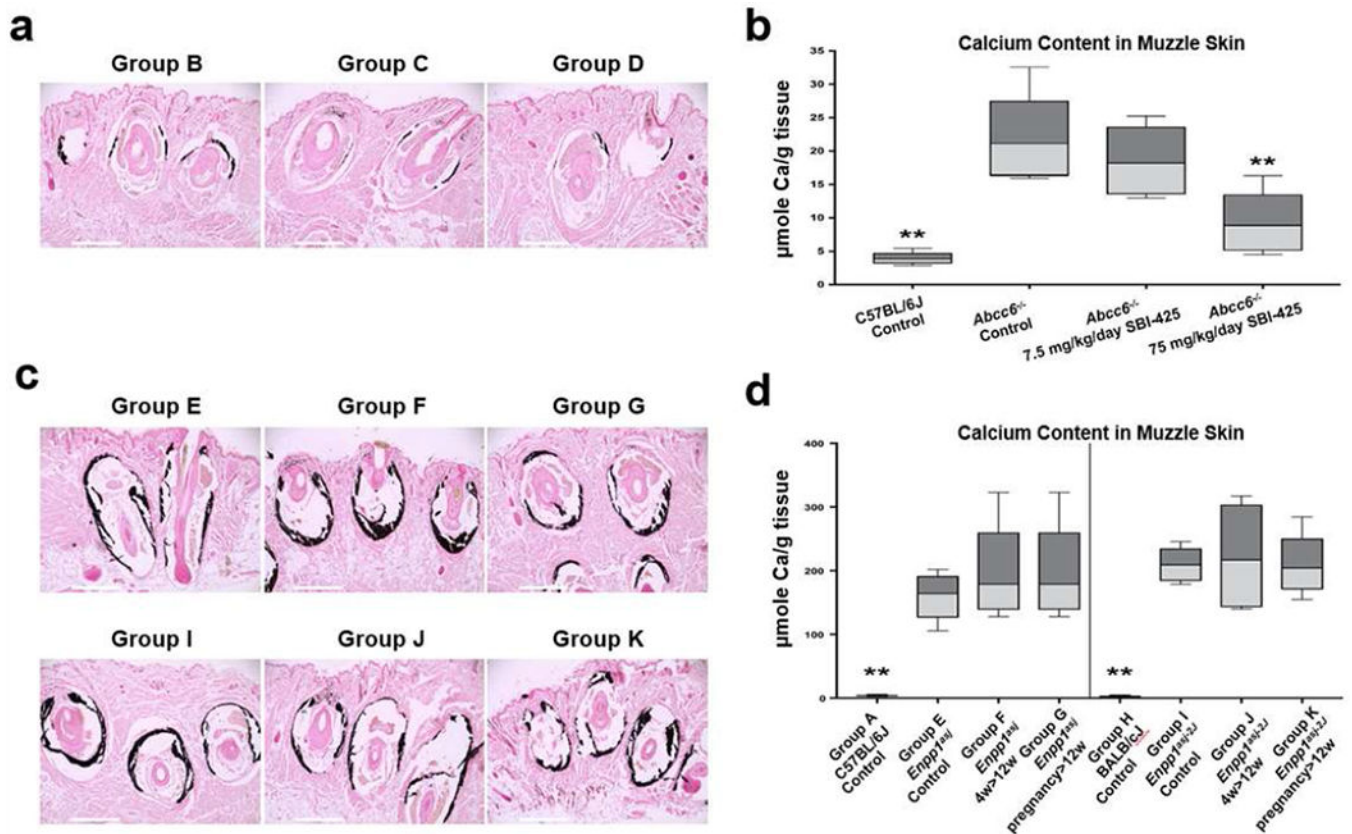 a
Group B
Group C
Group D
b
Calcium Content in Muzzle Skin
µmole Ca/g tissue
35
30
25
20
15
10
5
0
**
**
C57BL/6J
Control
Abcc6-/-
Control
Abcc6-/-
7.5 mg/kg/day SBI-425
Abcc6-/-
75 mg/kg/day SBI-425
c
Group E
Group F
Group G
Group I
Group J
Group K
d
Calcium Content in Muzzle Skin
µmole Ca/g tissue
400
300
200
100
0
**
**
Group A
C57BL/6J
Control
Group E
Enpp1asj
Control
Group F
Enpp1asj
4w>12w
Group G
Enpp1asj
pregnancy>12w
Group H
BALB/cJ
Control
Group I
Enpp1asj-2J
Control
Group J
Enpp1asj-2J
4w>12w
Group K
Enpp1asj-2J
pregnancy>12w